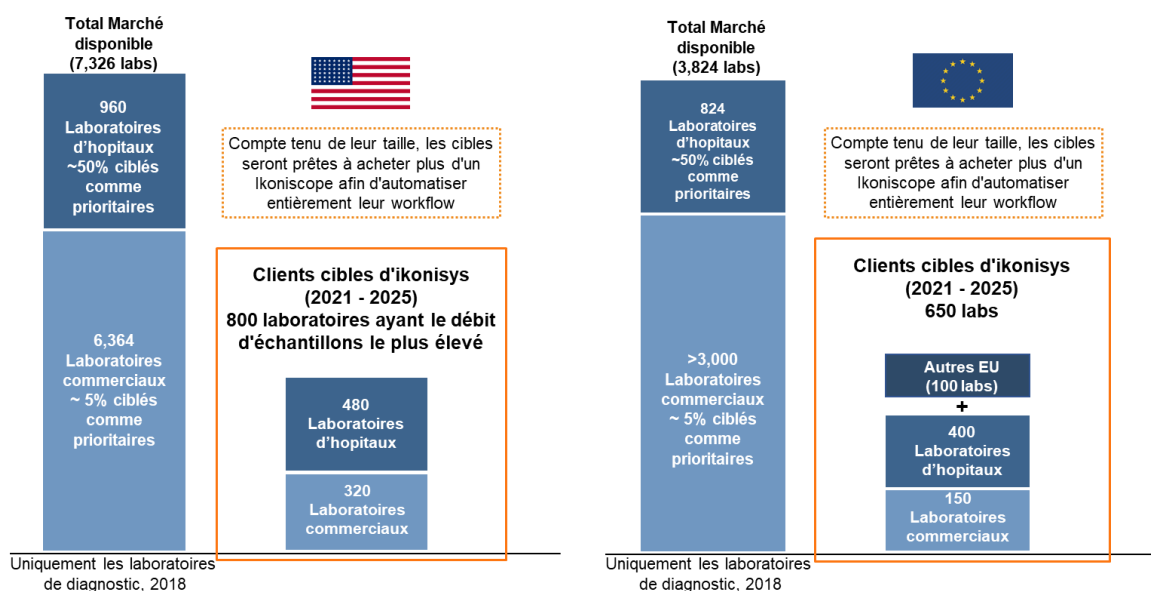 Total Marché
disponible
(7,326 labs)
960
Laboratoires
d'hopitaux
~50% ciblés
comme
prioritaires
6,364
Laboratoires
commerciaux
~ 5% ciblés
comme
prioritaires
Uniquement les laboratoires
de diagnostic, 2018
Compte tenu de leur taille, les cibles
seront prêtes à acheter plus d'un
Ikoniscope afin d'automatiser
entièrement leur workflow
Clients cibles d'ikonisys
(2021 - 2025)
800 laboratoires ayant le débit
d'échantillons le plus élevé
480
Laboratoires
d'hopitaux
320
Laboratoires
commerciaux
Total Marché
disponible
(3,824 labs)
824
Laboratoires
d'hopitaux
~50% ciblés
comme
prioritaires
>3,000
Laboratoires
commerciaux
~ 5% ciblés
comme
prioritaires
Uniquement les laboratoires
de diagnostic, 2018
Compte tenu de leur taille, les cibles
seront prêtes à acheter plus d'un
Ikoniscope afin d'automatiser
entièrement leur workflow
Clients cibles d'ikonisys
(2021 - 2025)
650 labs
Autres EU
(100 labs)
+
400
Laboratoires
d'hopitaux
150
Laboratoires
commerciaux